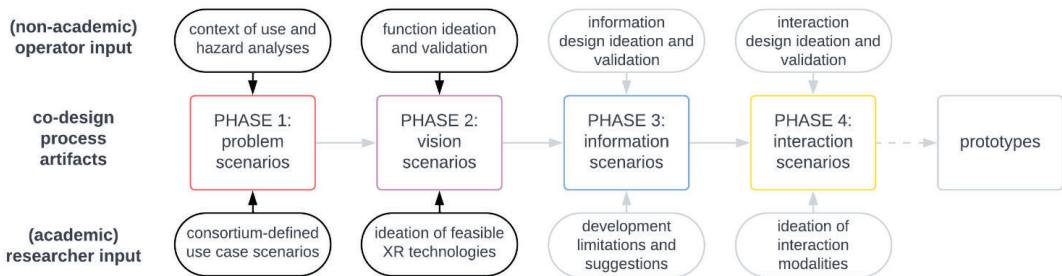 (non-academic)
operator input
context of use and
hazard analyses
function ideation
and validation
information
design ideation and
validation
interaction
design ideation and
validation
co-design
process
artifacts
PHASE 1:
problem
scenarios
PHASE 2:
vision
scenarios
PHASE 3:
information
scenarios
PHASE 4:
interaction
scenarios
prototypes
(academic)
researcher input
consortium-defined
use case scenarios
ideation of feasible
XR technologies
development
limitations and
suggestions
ideation of
interaction
modalities